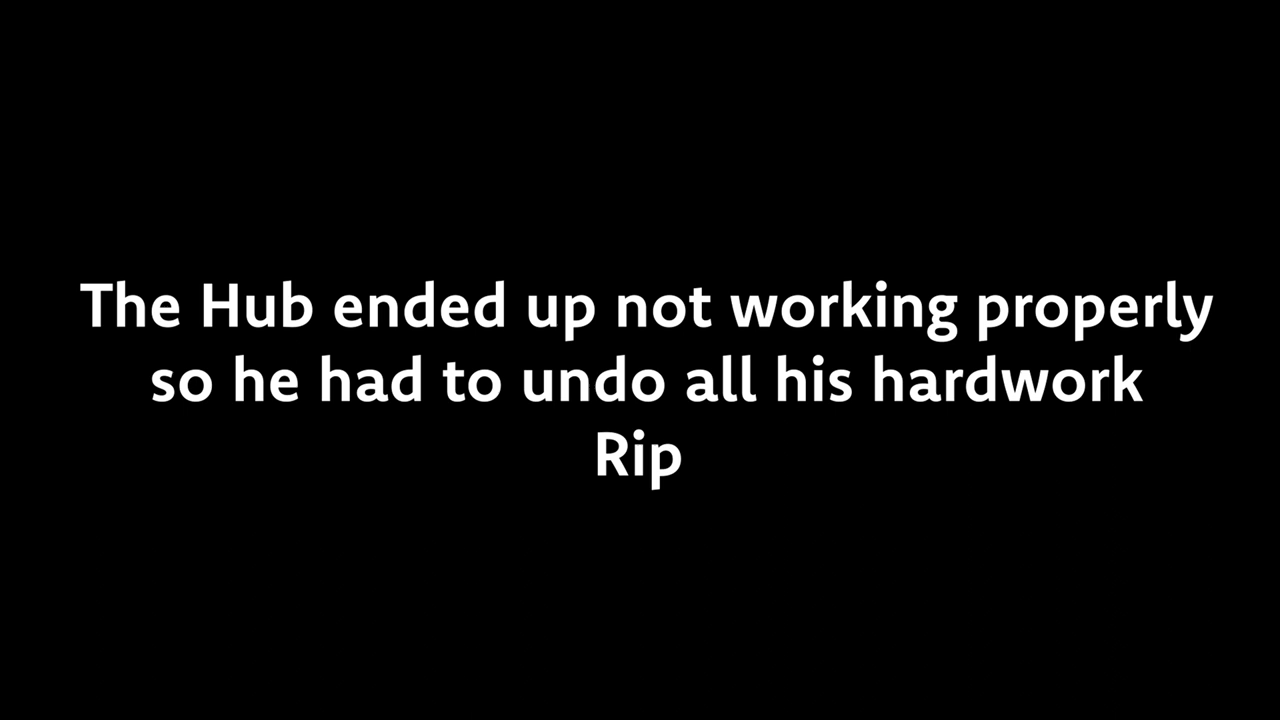 The Hub ended up not working properly
so he had to undo all his hardwork
Rip